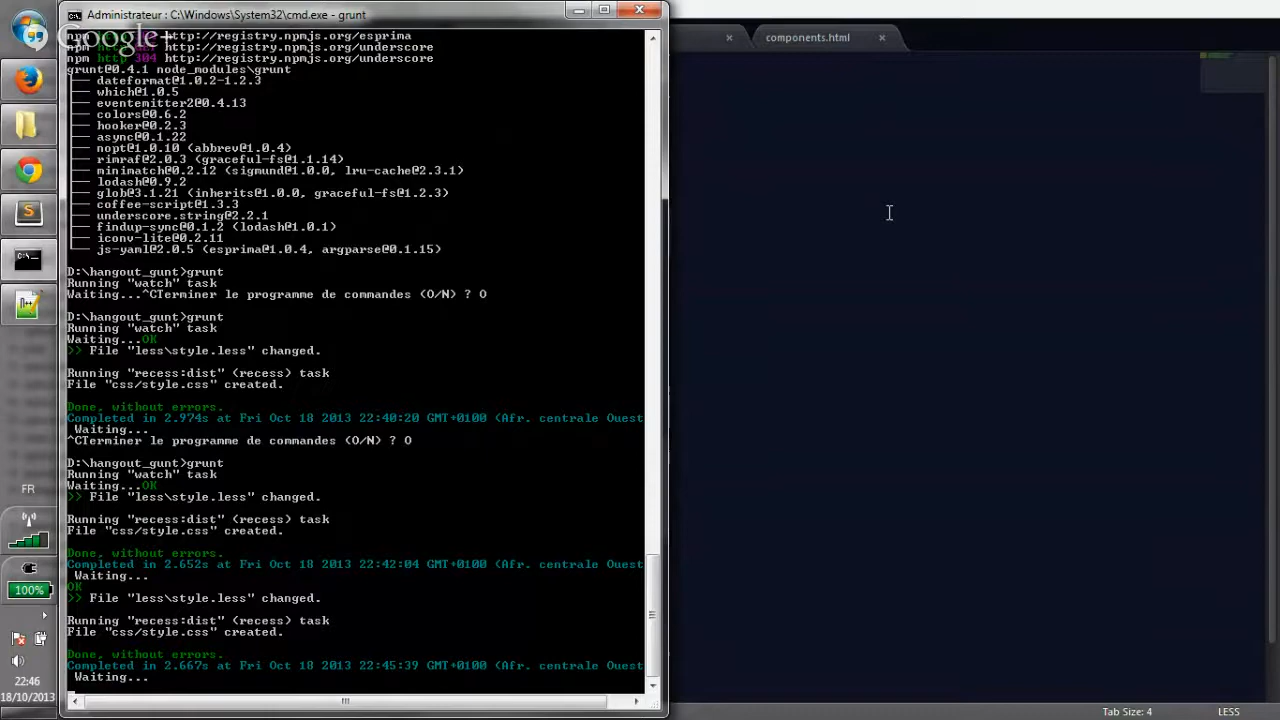 Administrateur : C:\Windows\System32\cmd.exe - grunt
Google+
npm http GET http://registry.npmjs.org/esprima
npm http http://registry.npmjs.org/underscore
npm http 304 http://registry.npmjs.org/underscore
grunt@0.4.1 node_modules\grunt
dateformat@1.0.2-1.2.3
which@1.0.5
eventemitter2@0.4.13
colors@0.6.2
hooker@0.2.3
async@0.1.22
nopt@1.0.10 (abbrev@1.0.4)
rimraf@2.0.3 (graceful-fs@1.1.14)
minimatch@0.2.12 (sigmund@1.0.0, lru-cache@2.3.1)
lodash@0.9.2
glob@3.1.21 (inherits@1.0.0, graceful-fs@1.2.3)
coffee-script@1.3.3
underscore.string@2.2.1
findup-sync@0.1.2 (lodash@1.0.1)
iconv-lite@0.2.11
js-yaml@2.0.5 (esprima@1.0.4, argparse@0.1.15)
D:\hangout_gunt>grunt
Running "watch" task
Waiting...^CTerminer le programme de commandes (O/N) ? O
D:\hangout_gunt>grunt
Running "watch" task
Waiting...OK
>> File "less\style.less" changed.
Running "recess:dist" (recess) task
File "css/style.css" created.
Done, without errors.
Completed in 2.974s at Fri Oct 18 2013 22:40:20 GMT+0100 (Afr. centrale Ouest
Waiting...
^CTerminer le programme de commandes (O/N) ? O
D:\hangout_gunt>grunt
Running "watch" task
Waiting...OK
>> File "less\style.less" changed.
Running "recess:dist" (recess) task
File "css/style.css" created.
Done, without errors.
Completed in 2.652s at Fri Oct 18 2013 22:42:04 GMT+0100 (Afr. centrale Ouest
Waiting...
OK
>> File "less\style.less" changed.
Running "recess:dist" (recess) task
File "css/style.css" created.
Done, without errors.
Completed in 2.667s at Fri Oct 18 2013 22:45:39 GMT+0100 (Afr. centrale Ouest
Waiting...
components.html
FR
100%
22:46
18/10/2013
Tab Size: 4
LESS